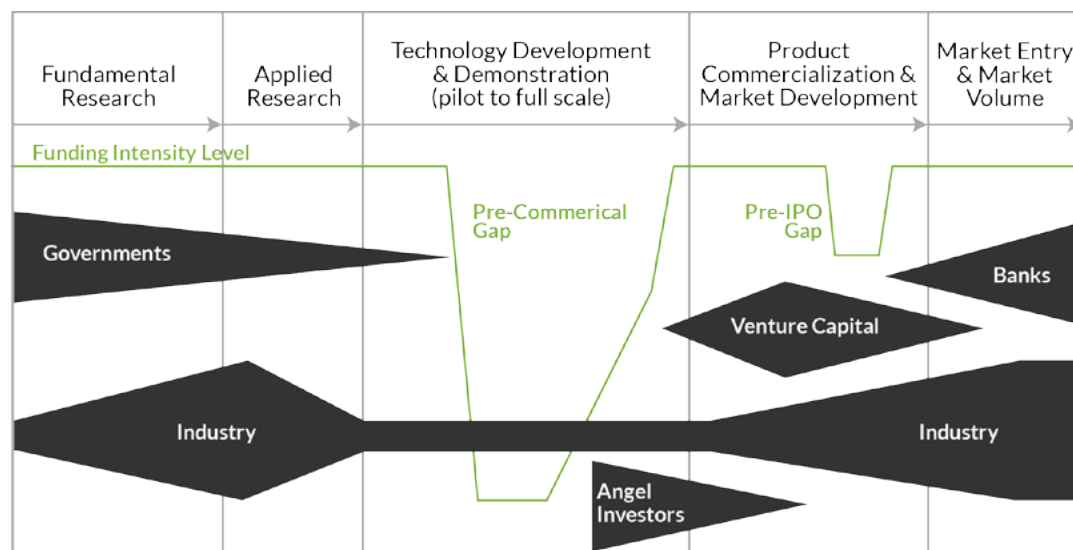 Fundamental
Research
Applied
Research
Technology Development
& Demonstration
(pilot to full scale)
Product
Commercialization &
Market Development
Market Entry
& Market
Volume
Funding Intensity Level
Pre-Commerical
Gap
Pre-IPO
Gap
Governments
Banks
Venture Capital
Industry
Industry
Angel
Investors